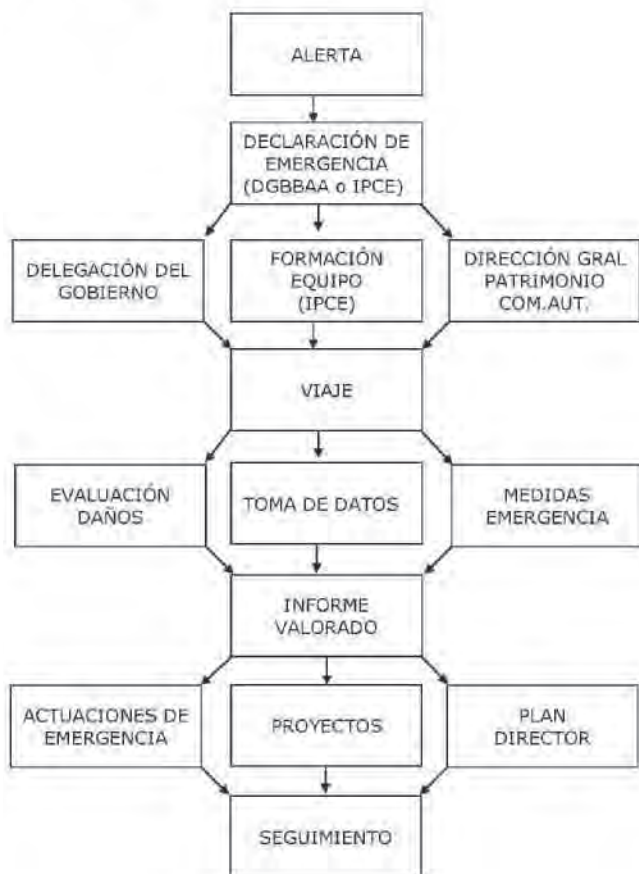 ALERTA
DECLARACIÓN DE
EMERGENCIA
(DGBBAA o IPCE)
DELEGACIÓN DEL
GOBIERNO
FORMACIÓN
EQUIPO
(IPCE)
DIRECCIÓN GRAL
PATRIMONIO
COM.AUT.
VIAJE
EVALUACIÓN
DAÑOS
TOMA DE DATOS
MEDIDAS
EMERGENCIA
INFORME
VALORADO
ACTUACIONES DE
EMERGENCIA
PROYECTOS
PLAN
DIRECTOR
SEGUIMIENTO